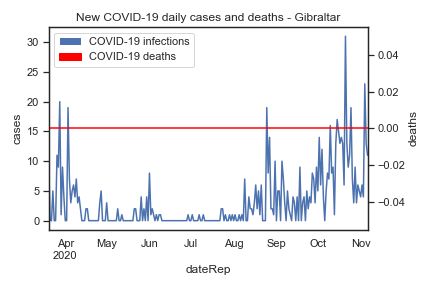 New COVID-19 daily cases and deaths - Gibraltar
COVID-19 infections
COVID-19 deaths
cases
30
25
20
15
10
5
0
deaths
0.04
0.02
0.00
−0.02
−0.04
Apr May Jun Jul Aug Sep Oct Nov
2020
dateRep